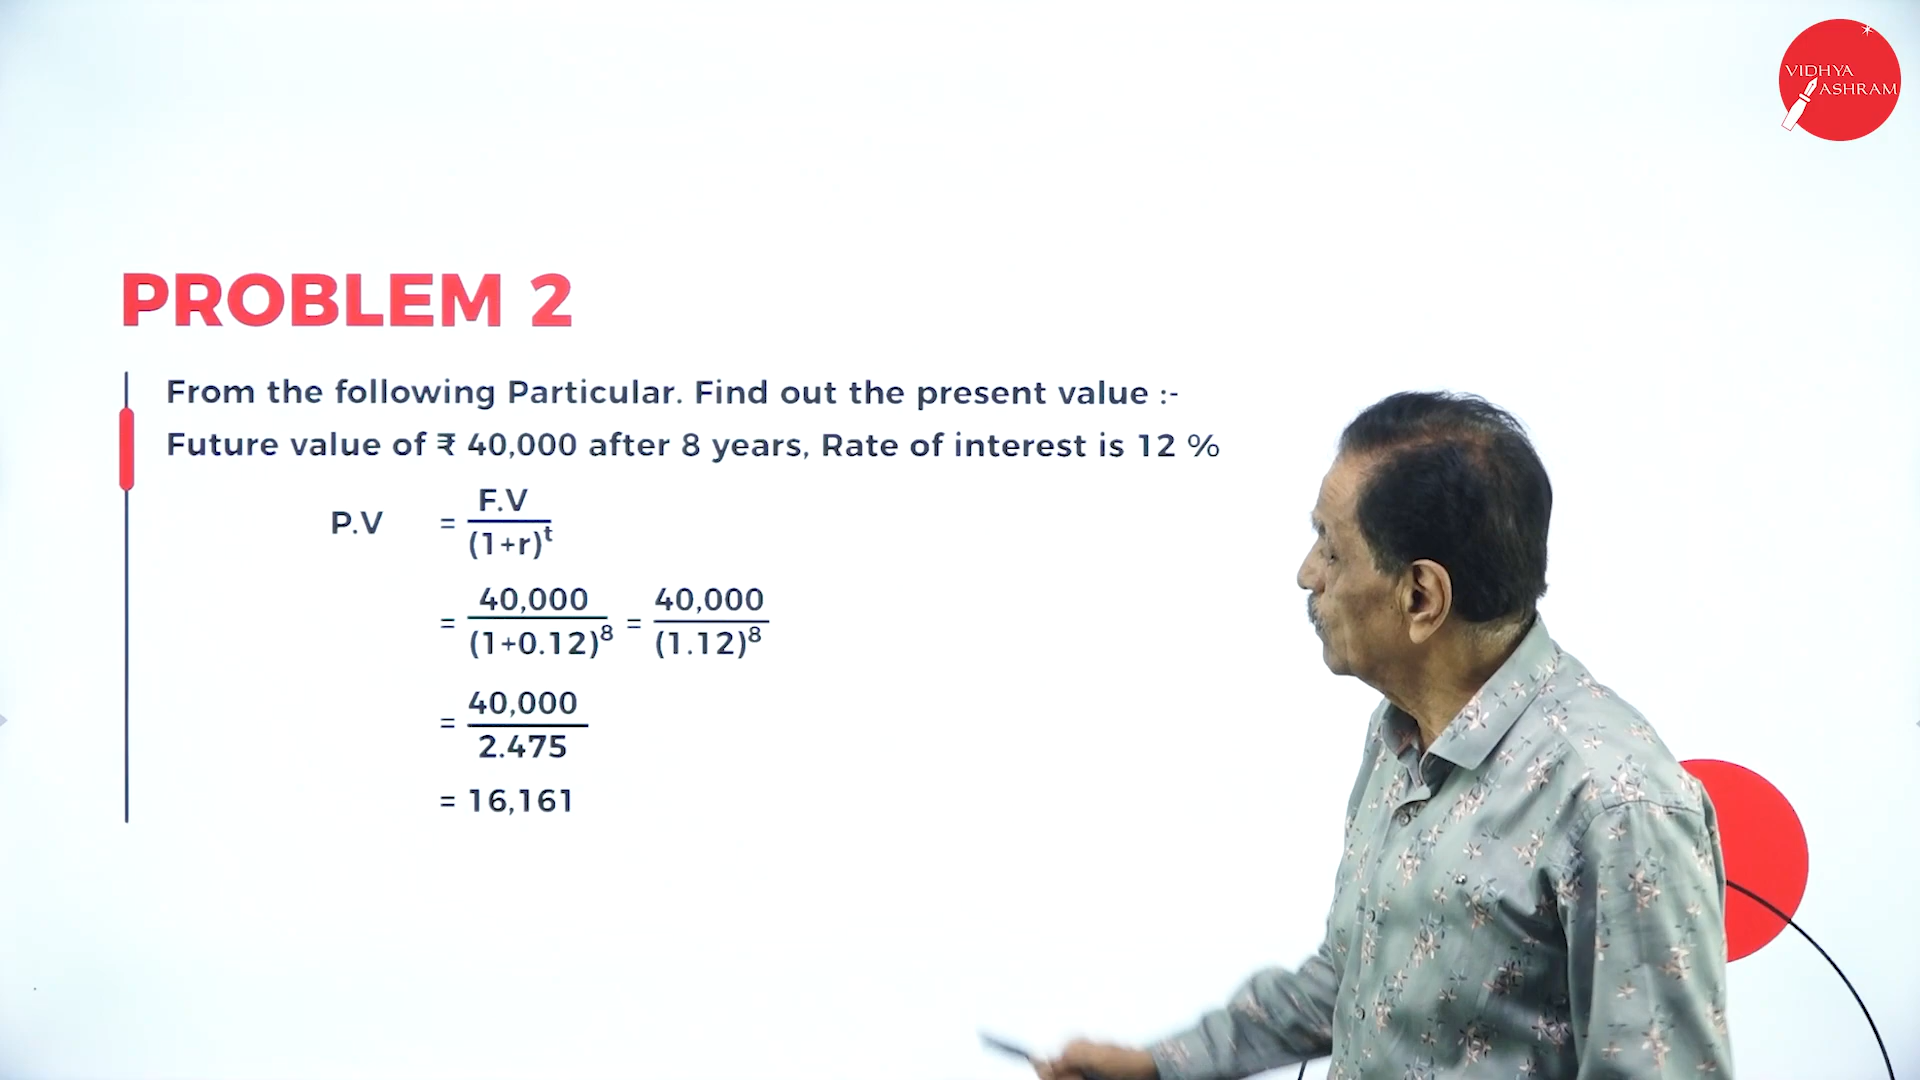 VIDHYA
ASHRAM
PROBLEM 2
From the following Particular. Find out the present value :-
Future value of ₹ 40,000 after 8 years, Rate of interest is 12 %
P.V = F.V / (1+r)^t
= 40,000 / (1+0.12)^8 = 40,000 / (1.12)^8
= 40,000 / 2.475
= 16,161